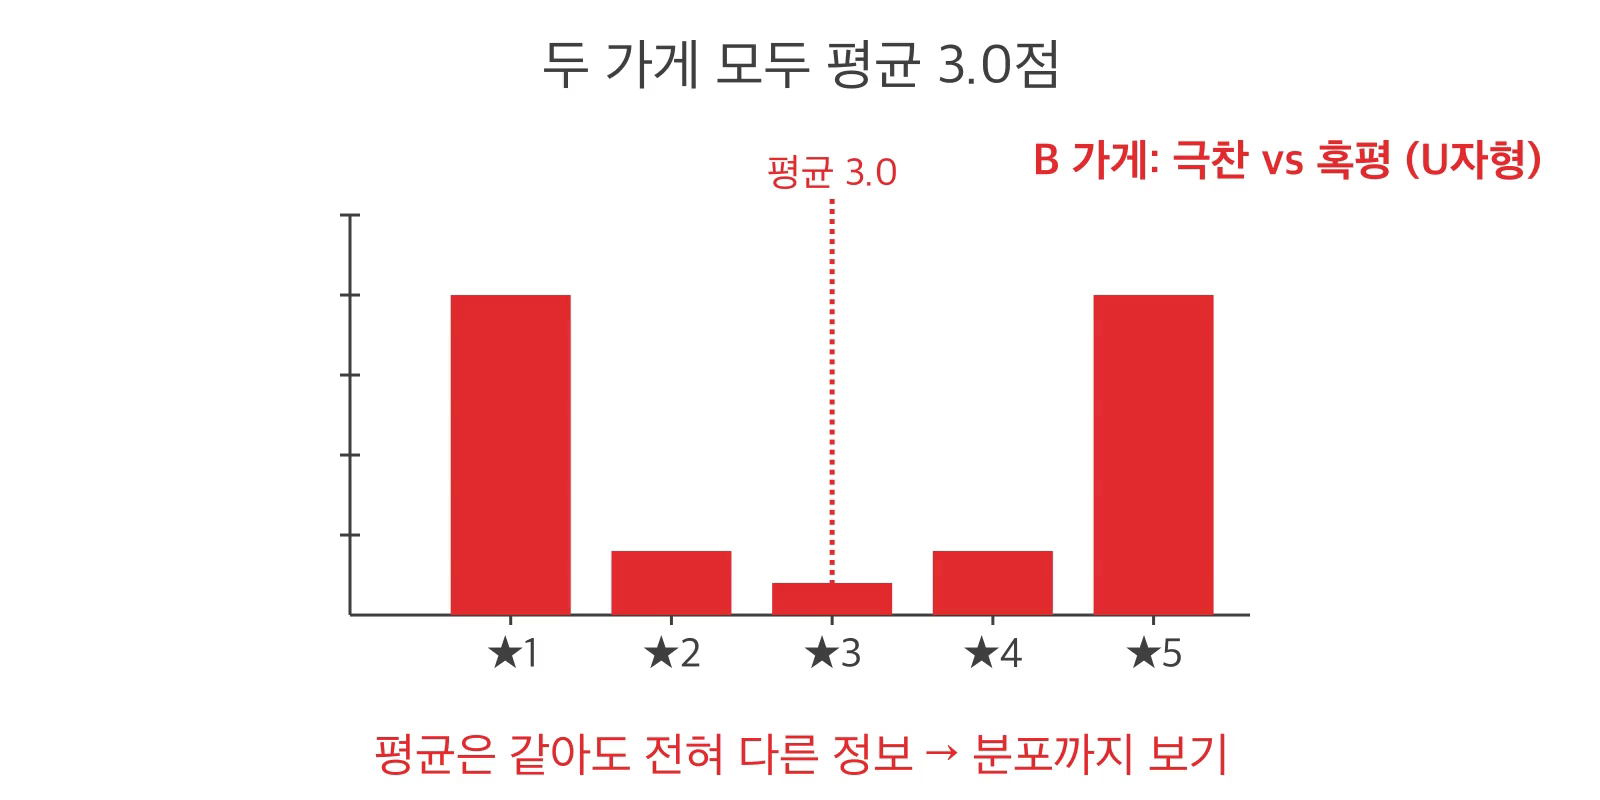 두 가게 모두 평균 3.0점
B 가게: 극찬 vs 혹평 (U자형)
평균 3.0
★1 ★2 ★3 ★4 ★5
평균은 같아도 전혀 다른 정보 → 분포까지 보기